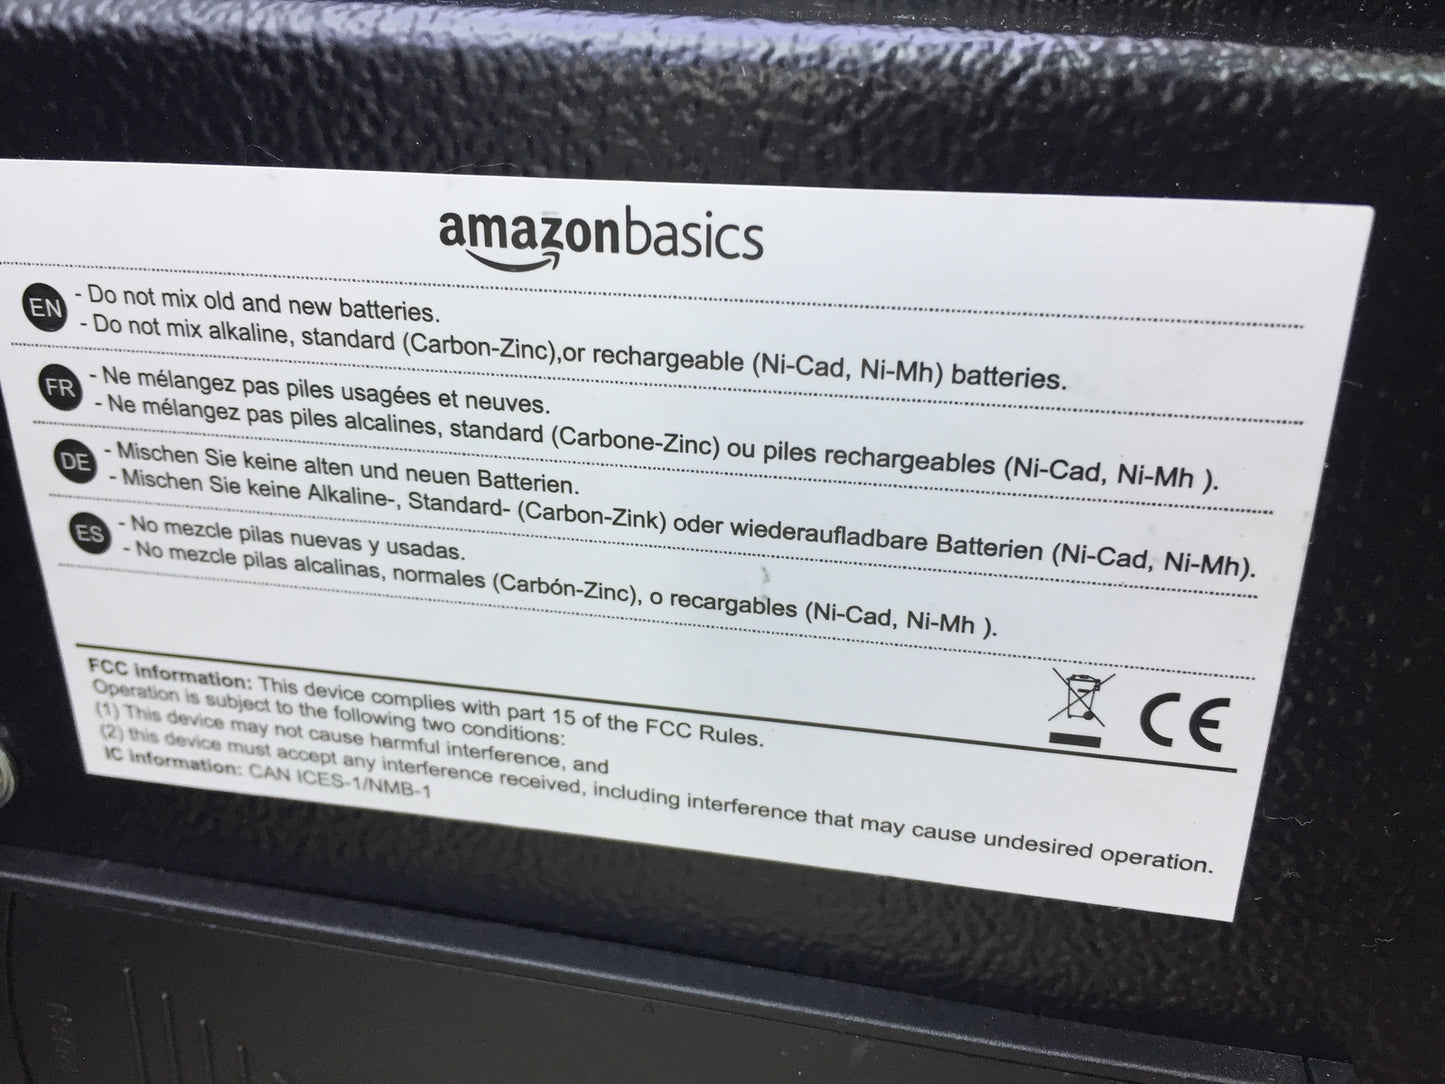 amazonbasics
EN
- Do not mix old and new batteries.
- Do not mix alkaline, standard (Carbon-Zinc),or rechargeable (Ni-Cad, Ni-Mh) batteries.
FR
- Ne mélangez pas piles usagées et neuves.
- Ne mélangez pas piles alcalines, standard (Carbone-Zinc) ou piles rechargeables (Ni-Cad, Ni-Mh ).
DE
- Mischen Sie keine alten und neuen Batterien.
- Mischen Sie keine Alkaline-, Standard- (Carbon-Zink) oder wiederaufladbare Batterien (Ni-Cad, Ni-Mh).
ES
- No mezcle pilas nuevas y usadas.
- No mezcle pilas alcalinas, normales (Carbón-Zinc), o recargables (Ni-Cad, Ni-Mh ).
CE
FCC information: This device complies with part 15 of the FCC Rules.
Operation is subject to the following two conditions:
(1) This device may not cause harmful interference, and
(2) this device must accept any interference received, including interference that may cause undesired operation.
IC information: CAN ICES-1/NMB-1